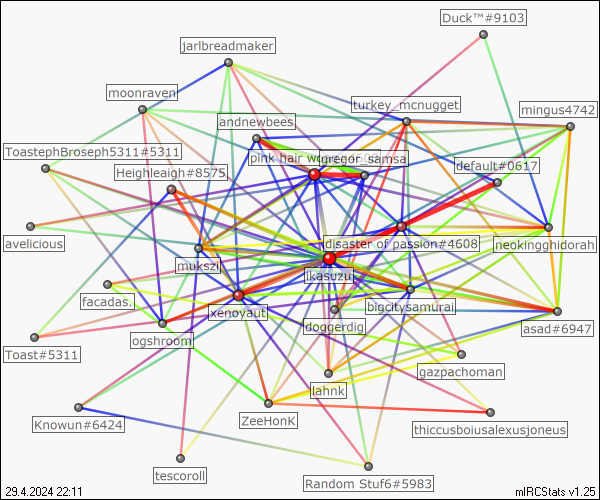 Duck™#9103
jarlbreadmaker
moonraven
turkey_mcnugget
mingus4742
andnewbees
ToastephBroseph5311#5311
pink hair
gregor_samsa
default#0617
Heighleaigh#8575
avelicious
disaster of passion#4608
neokingghidorah
mukszi
ikasuzu
facadas.
xenoyaut
bigcitysamurai
doggerdig
asad#6947
Toast#5311
ogshroom
gazpachoman
lahnk
Knowun#6424
ZeeHonK
thiccusboiusalexusjoneus
tescoroll
Random Stuf6#5983
29.4.2024 22:11
mIRCStats v1.25